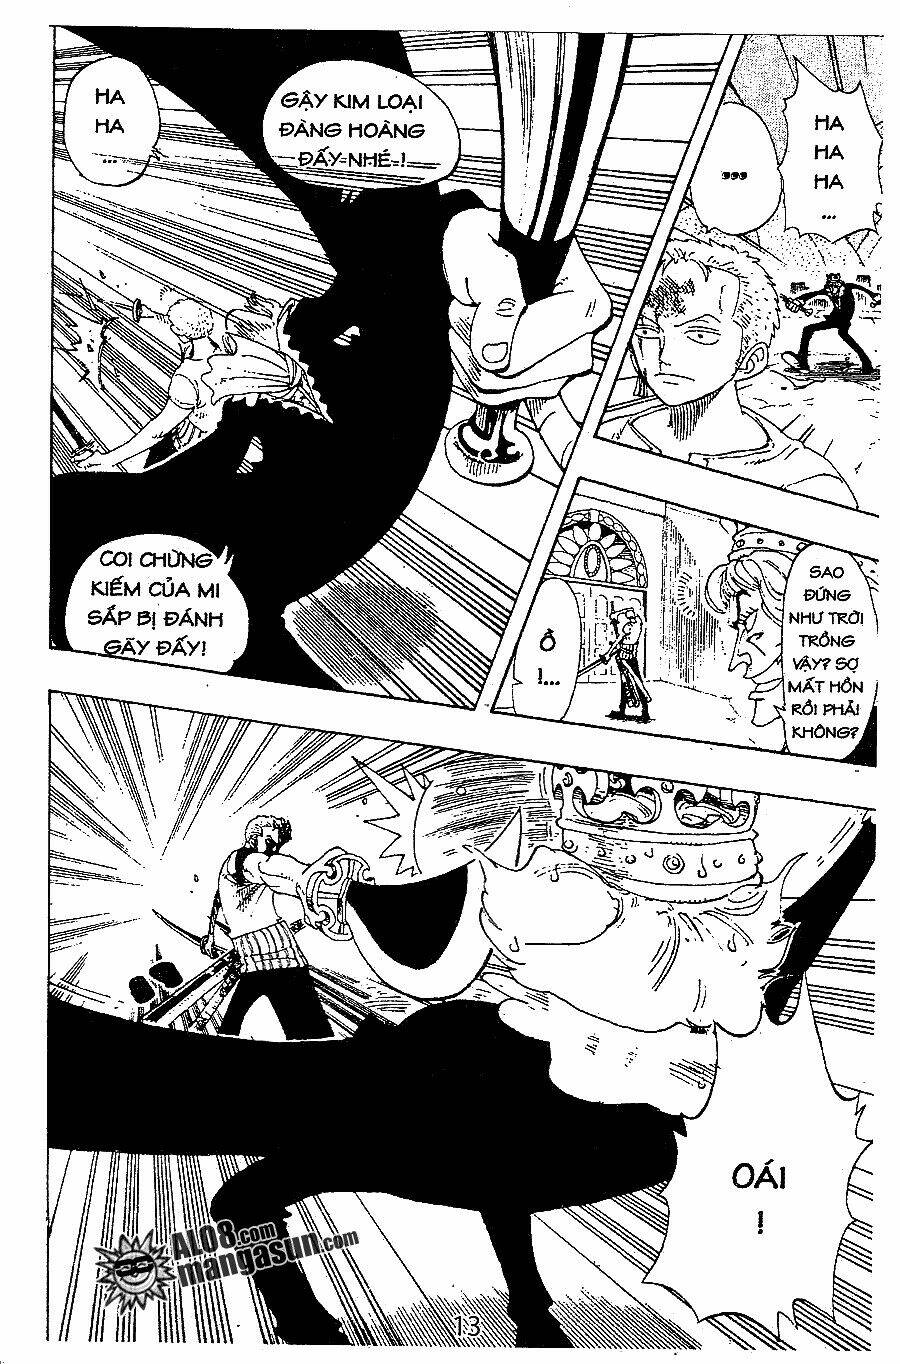 HA
HA
HA
...
,,,
GẬY KIM LOẠI
ĐÀNG HOÀNG
ĐẤY NHÉ !
HA
HA
...
COI CHỪNG
KIẾM CỦA MI
SẮP BỊ ĐÁNH
GÃY ĐẤY!
SAO
ĐỨNG
NHƯ TRỜI
TRỒNG
VẬY? SỢ
MẤT HỒN
RỒI PHẢI
KHÔNG?
Ồ
!...
OÁI
!
AL08.com
mangasun.com
13